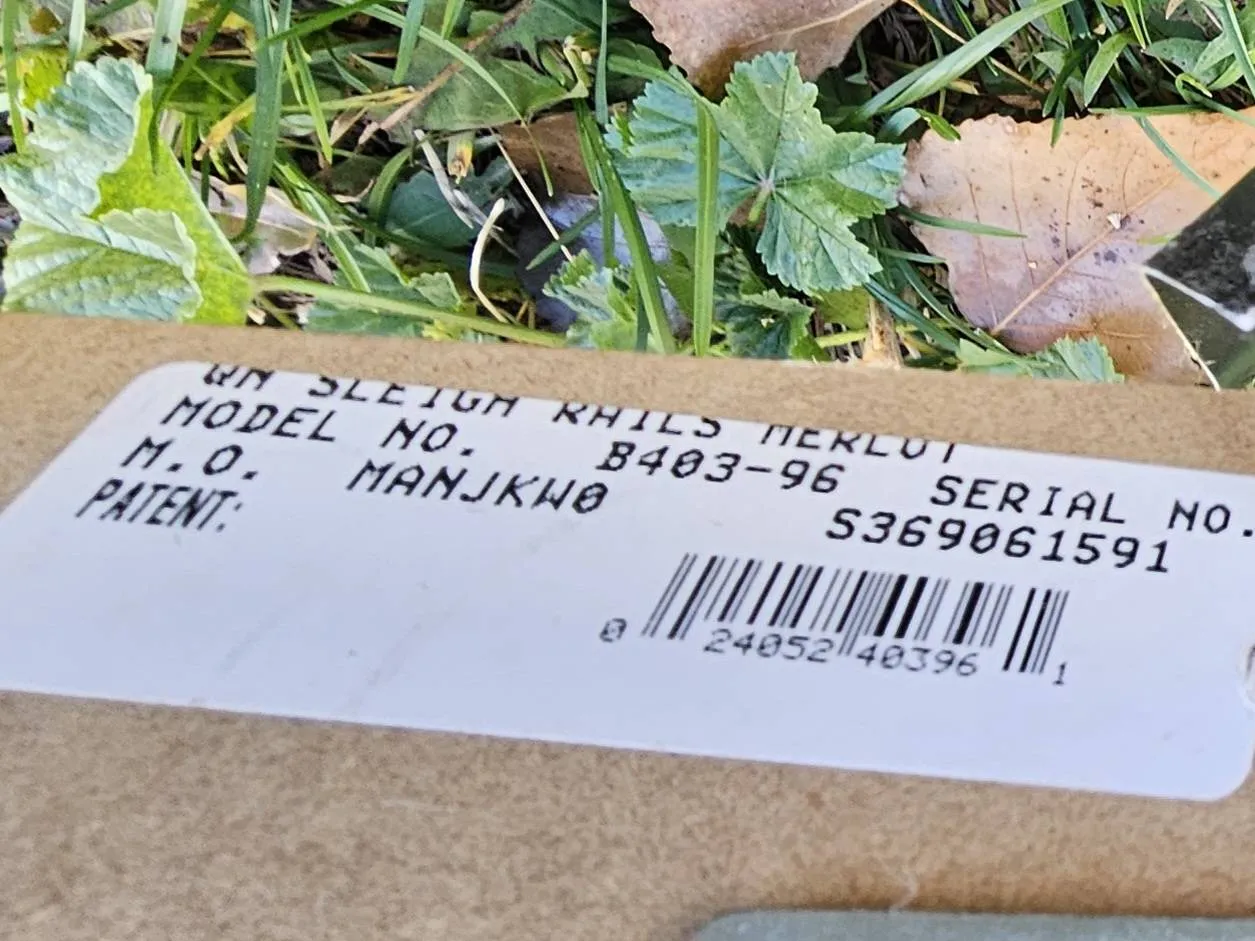 QN SLEIGH RAILS MERLOT
MODEL NO. B403-96 SERIAL NO.
M.O. MANJKW0 S369061591
PATENT:
0 24052 40396 1